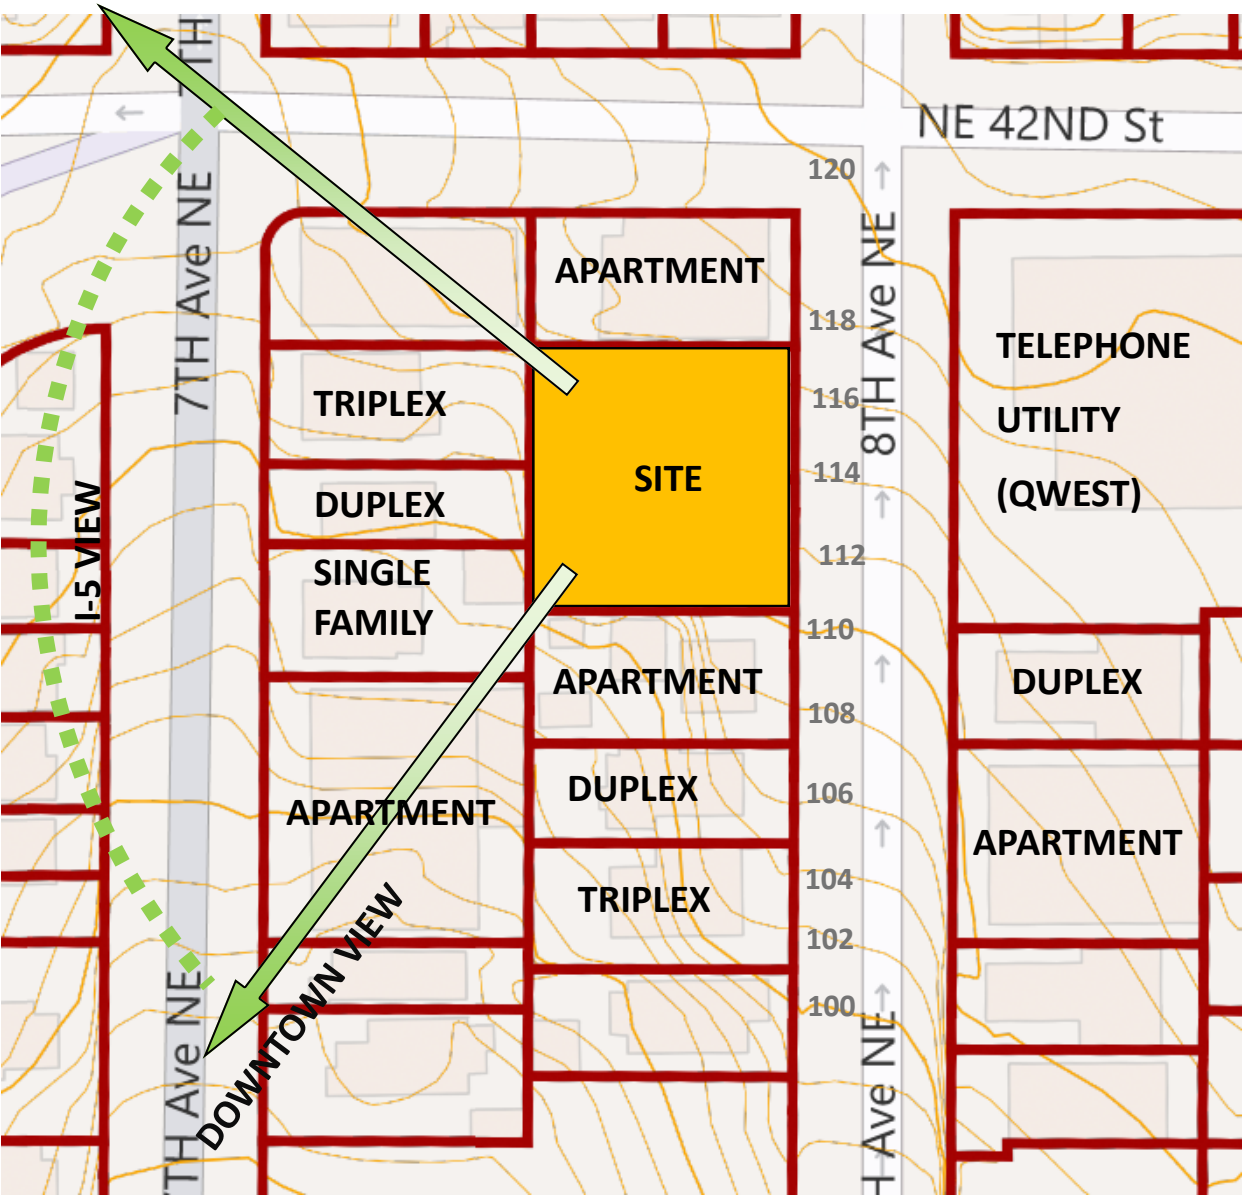 TH
NE 42ND St
120
7TH Ave NE
8TH Ave NE
APARTMENT
118
TELEPHONE
UTILITY
(QWEST)
116
TRIPLEX
114
SITE
DUPLEX
112
I-5 VIEW
SINGLE
FAMILY
110
APARTMENT
DUPLEX
108
106
DUPLEX
APARTMENT
APARTMENT
104
TRIPLEX
102
100
DOWNTOWN VIEW
7TH Ave NE
H Ave NE